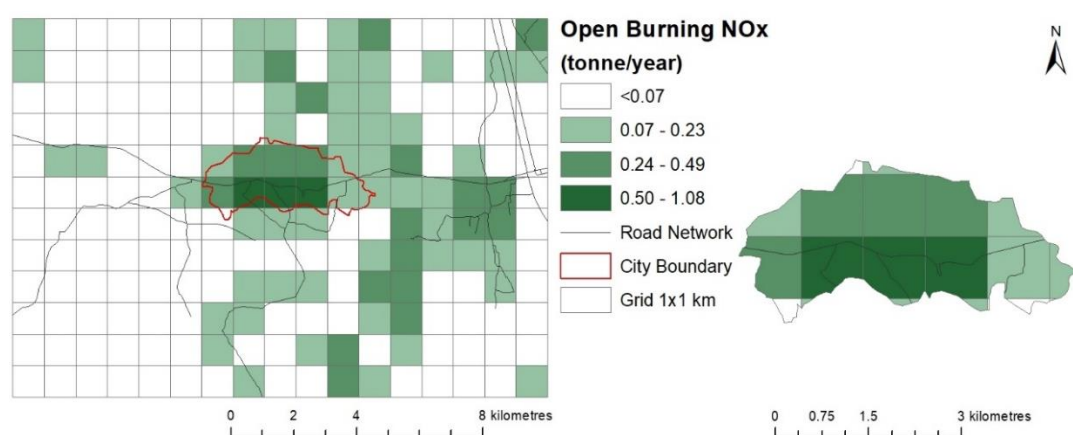 Open Burning NOx
(tonne/year)
<0.07
0.07 - 0.23
0.24 - 0.49
0.50 - 1.08
Road Network
City Boundary
Grid 1x1 km
N
0 2 4 8 kilometres
0 0.75 1.5 3 kilometres